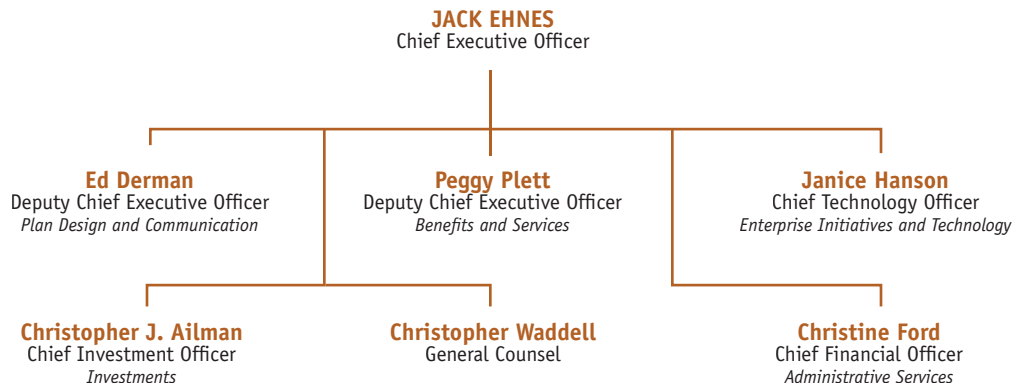 JACK EHNES
Chief Executive Officer
Ed Derman
Deputy Chief Executive Officer
Plan Design and Communication
Peggy Plett
Deputy Chief Executive Officer
Benefits and Services
Janice Hanson
Chief Technology Officer
Enterprise Initiatives and Technology
Christopher J. Ailman
Chief Investment Officer
Investments
Christopher Waddell
General Counsel
Christine Ford
Chief Financial Officer
Administrative Services